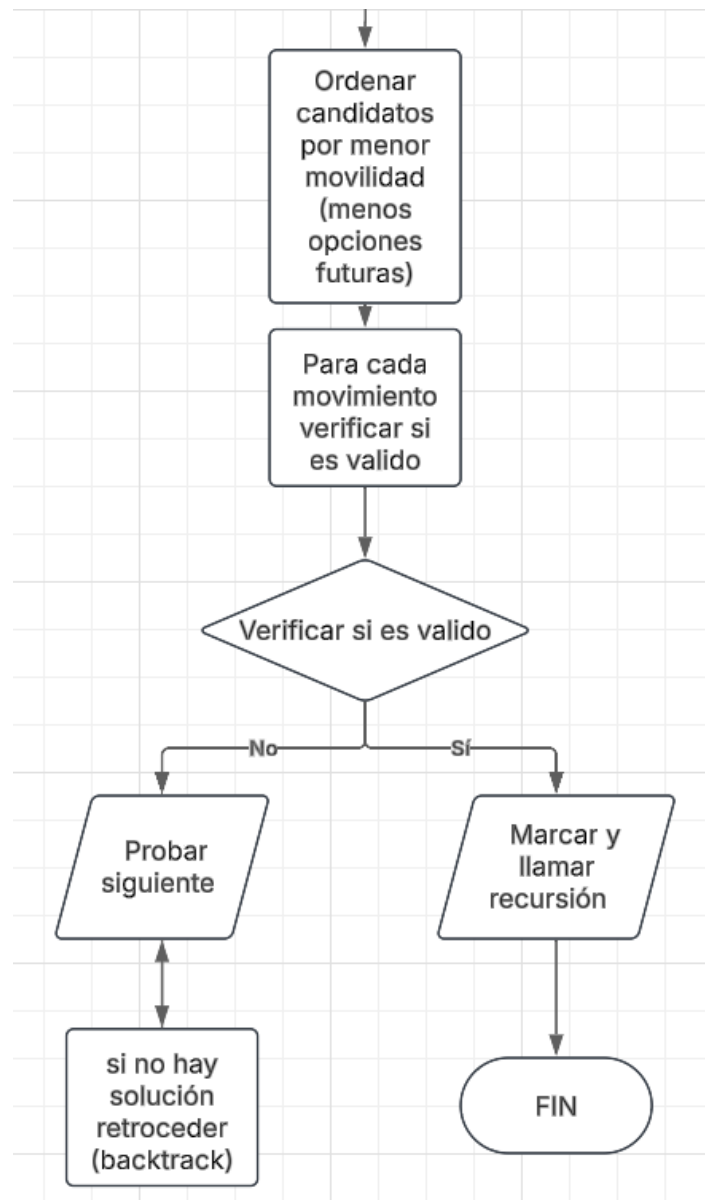 Ordenar
candidatos
por menor
movilidad
(menos
opciones
futuras)
Para cada
movimiento
verificar si
es valido
Verificar si es valido
No
Sí
Probar
siguiente
Marcar y
llamar
recursión
si no hay
solución
retroceder
(backtrack)
FIN